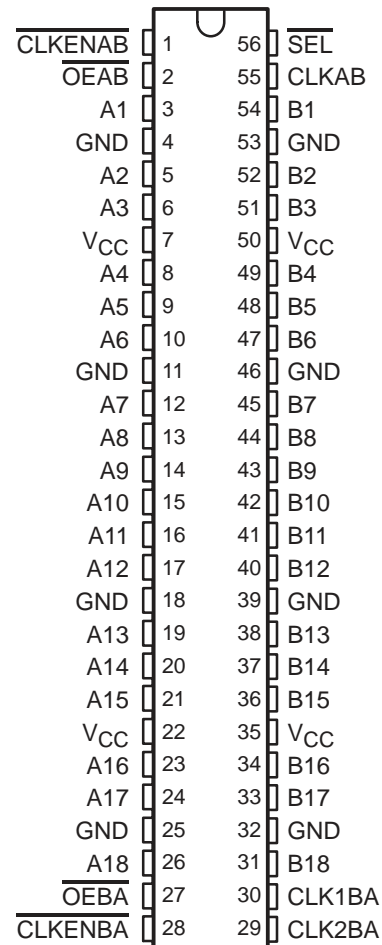 C̅L̅K̅E̅N̅A̅B̅ 1 56 S̅E̅L̅
O̅E̅A̅B̅ 2 55 CLKAB
A1 3 54 B1
GND 4 53 GND
A2 5 52 B2
A3 6 51 B3
VCC 7 50 VCC
A4 8 49 B4
A5 9 48 B5
A6 10 47 B6
GND 11 46 GND
A7 12 45 B7
A8 13 44 B8
A9 14 43 B9
A10 15 42 B10
A11 16 41 B11
A12 17 40 B12
GND 18 39 GND
A13 19 38 B13
A14 20 37 B14
A15 21 36 B15
VCC 22 35 VCC
A16 23 34 B16
A17 24 33 B17
GND 25 32 GND
A18 26 31 B18
O̅E̅B̅A̅ 27 30 CLK1BA
C̅L̅K̅E̅N̅B̅A̅ 28 29 CLK2BA